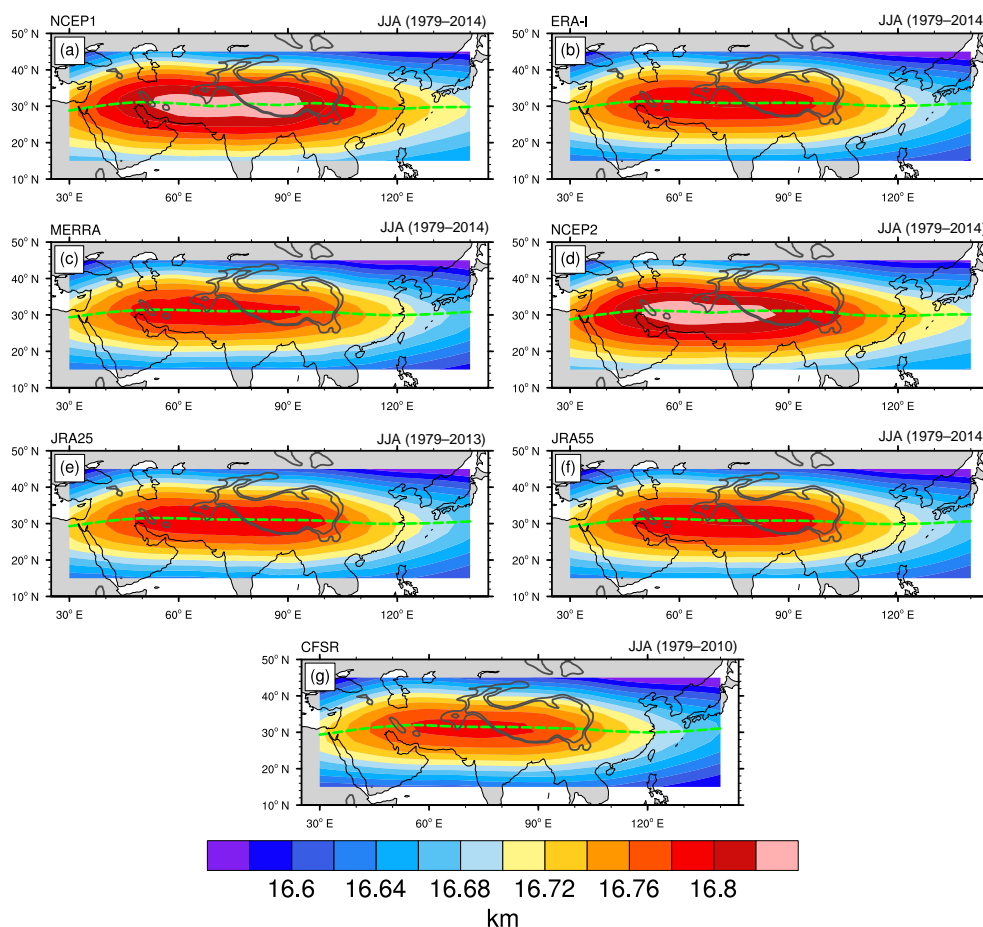 NCEP1 JJA (1979–2014) ERA-I JJA (1979–2014
50° N (a) 50° N (b)
40° N 40° N
30° N 30° N
20° N 20° N
10° N 10° N
30° E 60° E 90° E 120° E 30° E 60° E 90° E 120° E
MERRA JJA (1979–2014) NCEP2 JJA (1979–2014)
50° N (c) 50° N (d)
40° N 40° N
30° N 30° N
20° N 20° N
10° N 10° N
30° E 60° E 90° E 120° E 30° E 60° E 90° E 120° E
JRA25 JJA (1979–2013) JRA55 JJA (1979–2014
50° N (e) 50° N (f)
40° N 40° N
30° N 30° N
20° N 20° N
10° N 10° N
30° E 60° E 90° E 120° E 30° E 60° E 90° E 120° E
CFSR JJA (1979–2010)
50° N (g)
40° N
30° N
20° N
10° N
30° E 60° E 90° E 120° E
16.6 16.64 16.68 16.72 16.76 16.8
km